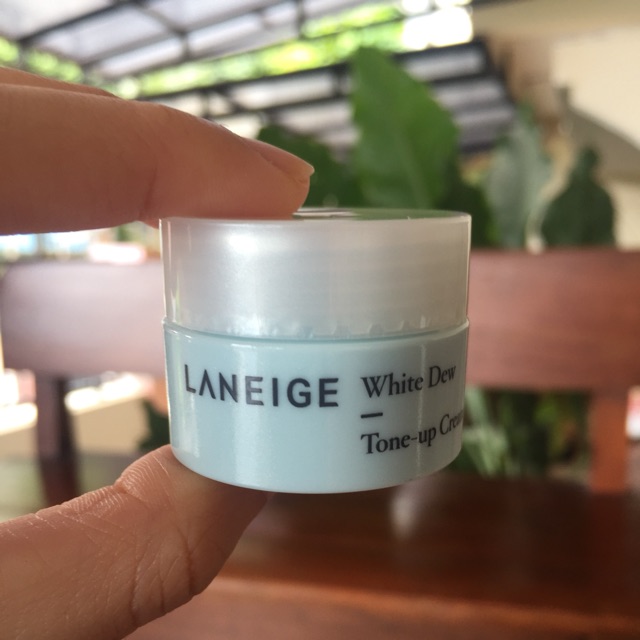 LANEIGE
White Dew
—
Tone-up Crea